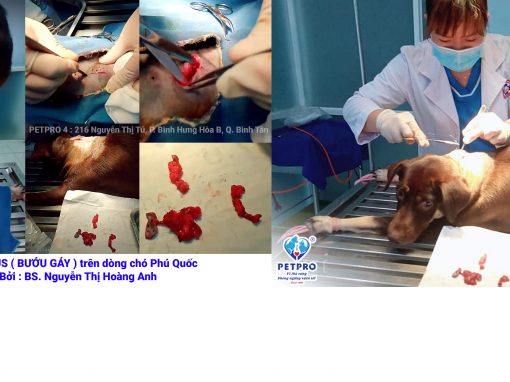 PETPRO 4 : 216 Nguyễn Thị Tú, P. Bình Hưng Hòa B, Q. Bình Tân
US ( BƯỚU GÁY ) trên dòng chó Phú Quốc
Bởi : BS. Nguyễn Thị Hoàng Anh
PETPRO